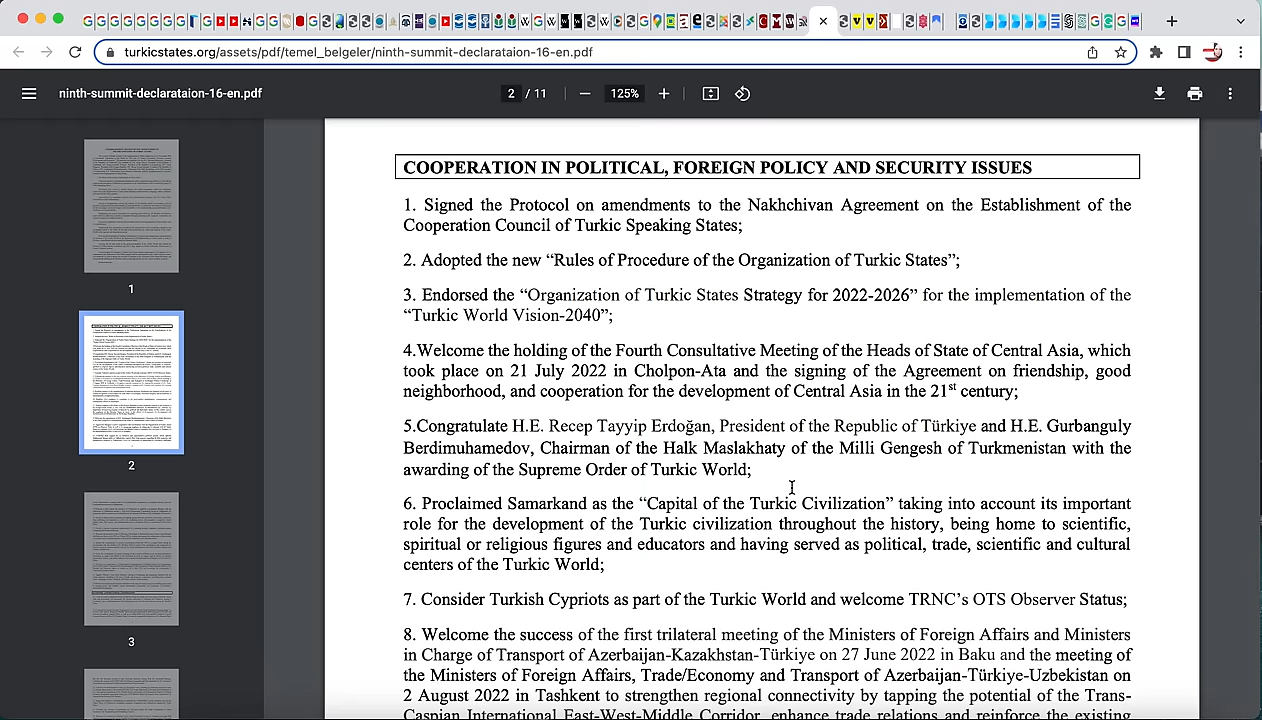 turkicstates.org/assets/pdf/temel_belgeler/ninth-summit-declarataion-16-en.pdf
ninth-summit-declarataion-16-en.pdf
2 / 11
125%
1
2
3
COOPERATION IN POLITICAL, FOREIGN POLICY AND SECURITY ISSUES
1. Signed the Protocol on amendments to the Nakhchivan Agreement on the Establishment of the
Cooperation Council of Turkic Speaking States;
2. Adopted the new “Rules of Procedure of the Organization of Turkic States”;
3. Endorsed the “Organization of Turkic States Strategy for 2022-2026” for the implementation of the
“Turkic World Vision-2040”;
4.Welcome the holding of the Fourth Consultative Meeting of the Heads of State of Central Asia, which
took place on 21 July 2022 in Cholpon-Ata and the signing of the Agreement on friendship, good
neighborhood, and cooperation for the development of Central Asia in the 21st century;
5.Congratulate H.E. Recep Tayyip Erdoğan, President of the Republic of Türkiye and H.E. Gurbanguly
Berdimuhamedov, Chairman of the Halk Maslakhaty of the Milli Gengesh of Turkmenistan with the
awarding of the Supreme Order of Turkic World;
6. Proclaimed Samarkand as the “Capital of the Turkic Civilization” taking into account its important
role for the development of the Turkic civilization throughout the history, being home to scientific,
spiritual or religious figures and educators and having served as political, trade, scientific and cultural
centers of the Turkic World;
7. Consider Turkish Cypriots as part of the Turkic World and welcome TRNC’s OTS Observer Status;
8. Welcome the success of the first trilateral meeting of the Ministers of Foreign Affairs and Ministers
in Charge of Transport of Azerbaijan-Kazakhstan-Türkiye on 27 June 2022 in Baku and the meeting of
the Ministers of Foreign Affairs, Trade/Economy and Transport of Azerbaijan-Türkiye-Uzbekistan on
2 August 2022 in Tashkent to strengthen regional connectivity by tapping the potential of the Trans-
Caspian International East-West-Middle Corridor, enhance trade relations and reinforce the existing